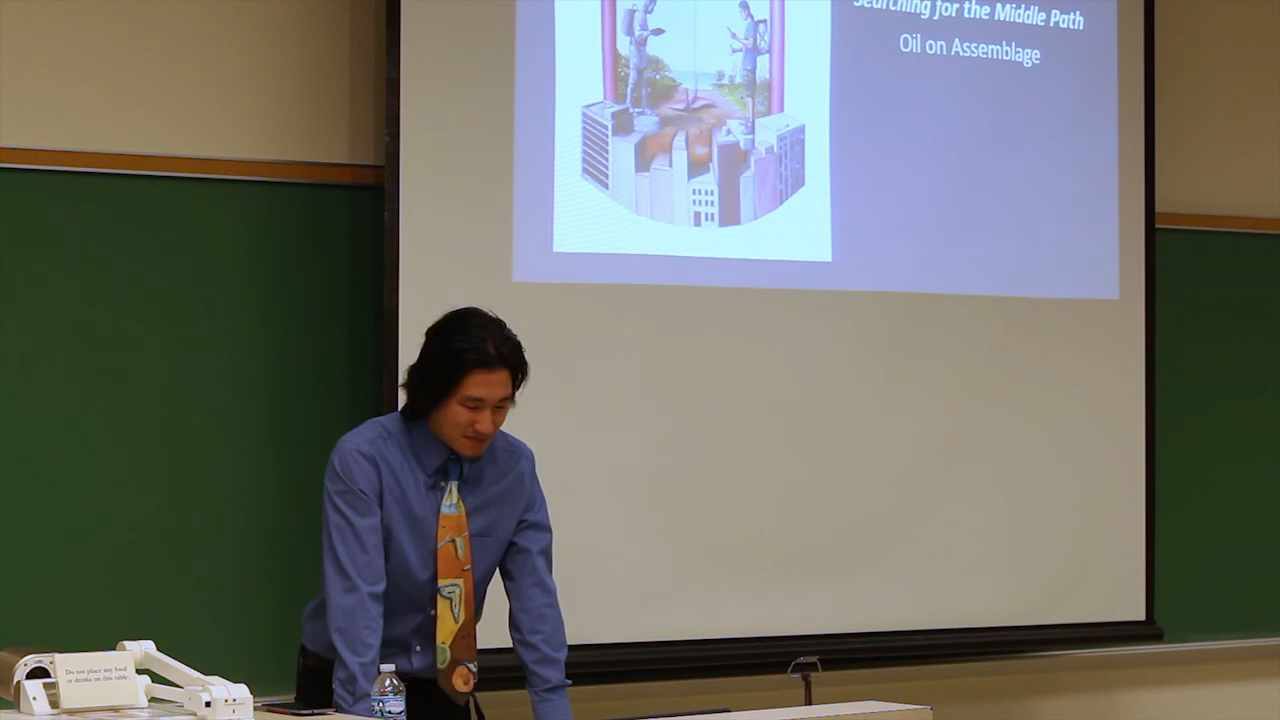 Searching for the Middle Path
Oil on Assemblage
Do not place any food
or drinks on this table.